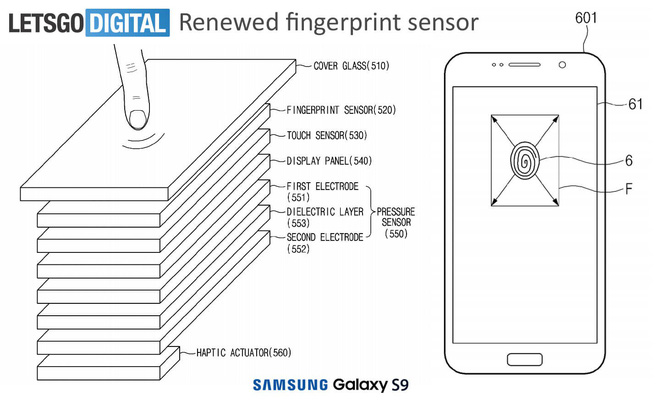 LETSGO DIGITAL Renewed fingerprint sensor
COVER GLASS(510)
FINGERPRINT SENSOR(520)
TOUCH SENSOR(530)
DISPLAY PANEL(540)
FIRST ELECTRODE
(551)
DIELECTRIC LAYER
(553)
SECOND ELECTRODE
(552)
PRESSURE
SENSOR
(550)
HAPTIC ACTUATOR(560)
601
61
6
F
SAMSUNG Galaxy S9